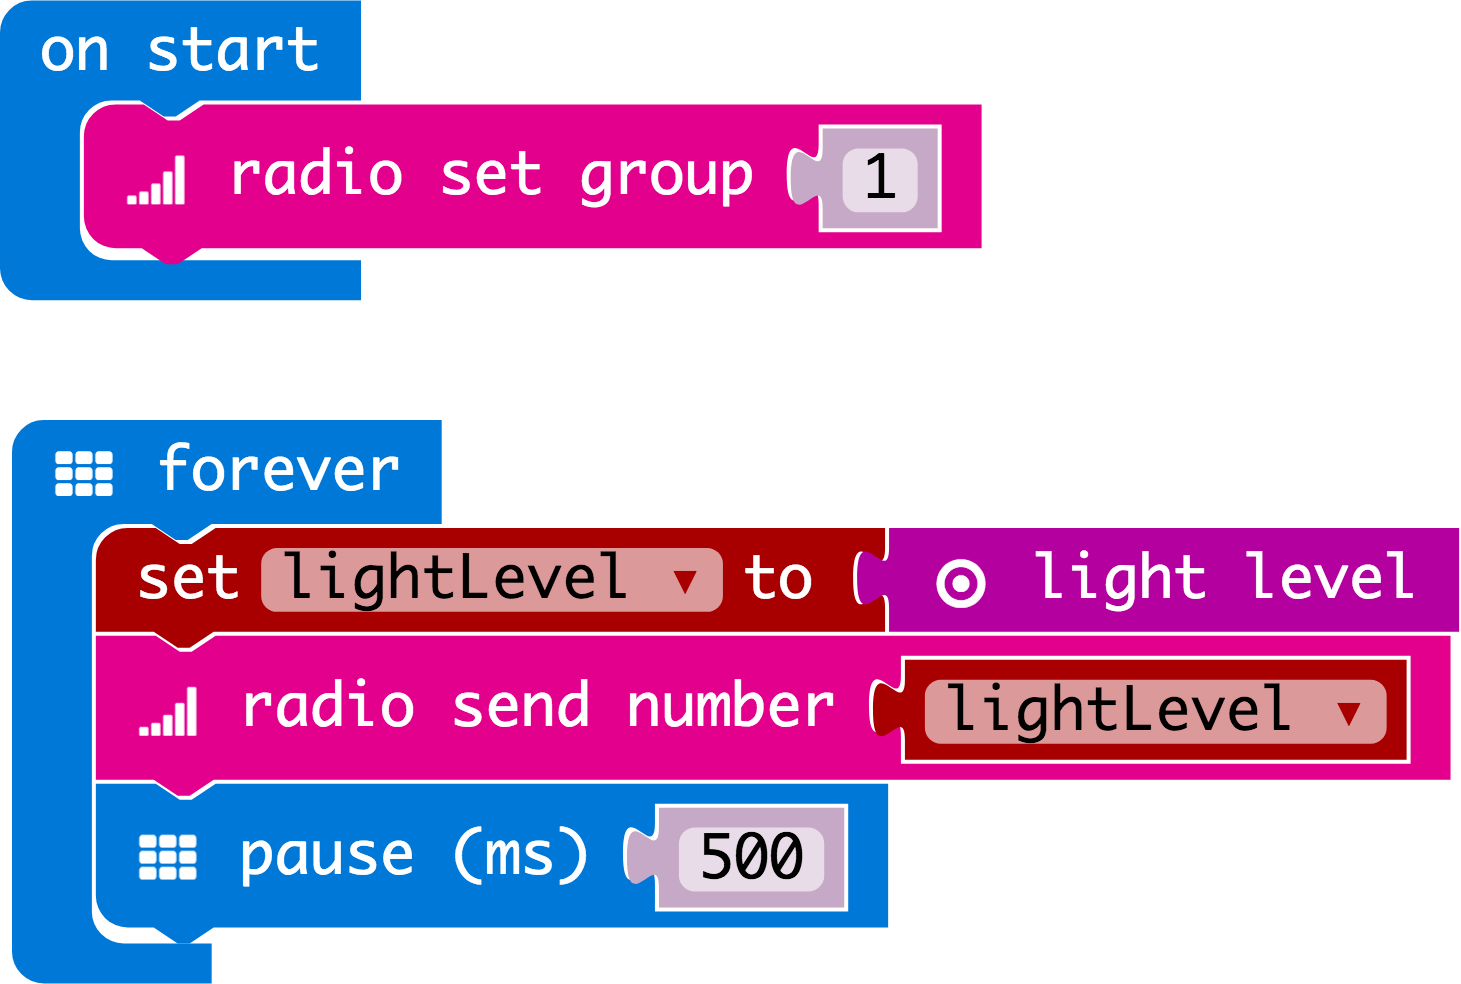 on start
radio set group 1
forever
set lightLevel to light level
radio send number lightLevel
pause (ms) 500